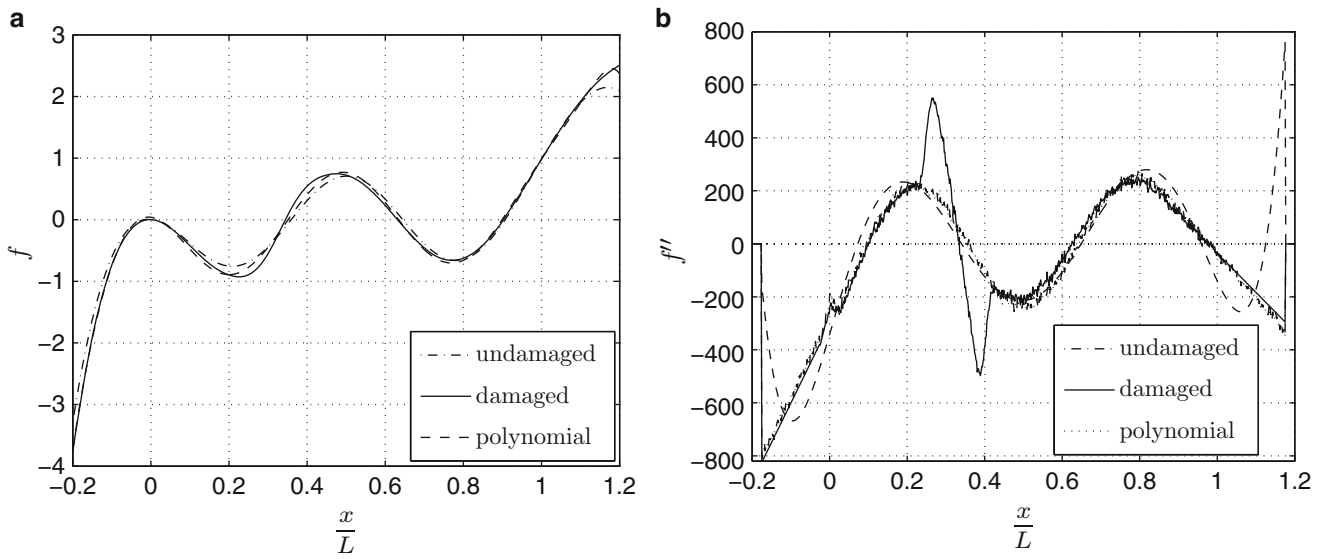 a
3
2
1
0
−1
−2
−3
−4
f
−0.2 0 0.2 0.4 0.6 0.8 1 1.2
x
L
undamaged
damaged
polynomial
b
800
600
400
200
0
−200
−400
−600
−800
f′′
−0.2 0 0.2 0.4 0.6 0.8 1.0 1.2
x
L
undamaged
damaged
polynomial